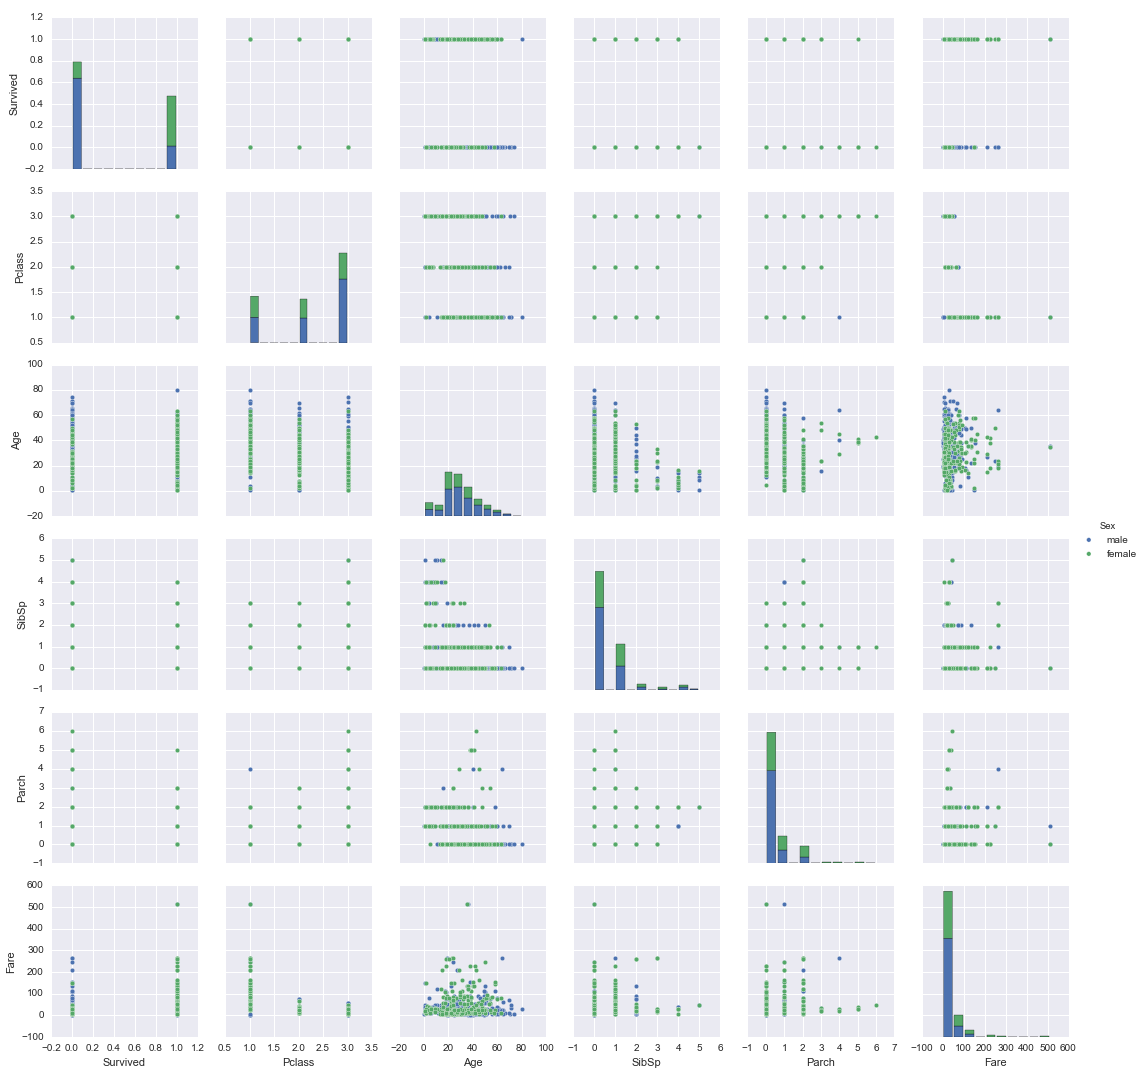 1.2
1.0
0.8
0.6
0.4
0.2
0.0
−0.2
Survived
3.5
3.0
2.5
2.0
1.5
1.0
0.5
Pclass
100
80
60
40
20
0
−20
Age
Sex
male
female
6
5
4
3
2
1
0
−1
SibSp
7
6
5
4
3
2
1
0
−1
Parch
600
500
400
300
200
100
0
−100
Fare
−0.2 0.0 0.2 0.4 0.6 0.8 1.0 1.2
Survived
0.5 1.0 1.5 2.0 2.5 3.0 3.5
Pclass
−20 0 20 40 60 80 100
Age
−1 0 1 2 3 4 5 6
SibSp
−1 0 1 2 3 4 5 6 7
Parch
−100 0 100 200 300 400 500 600
Fare